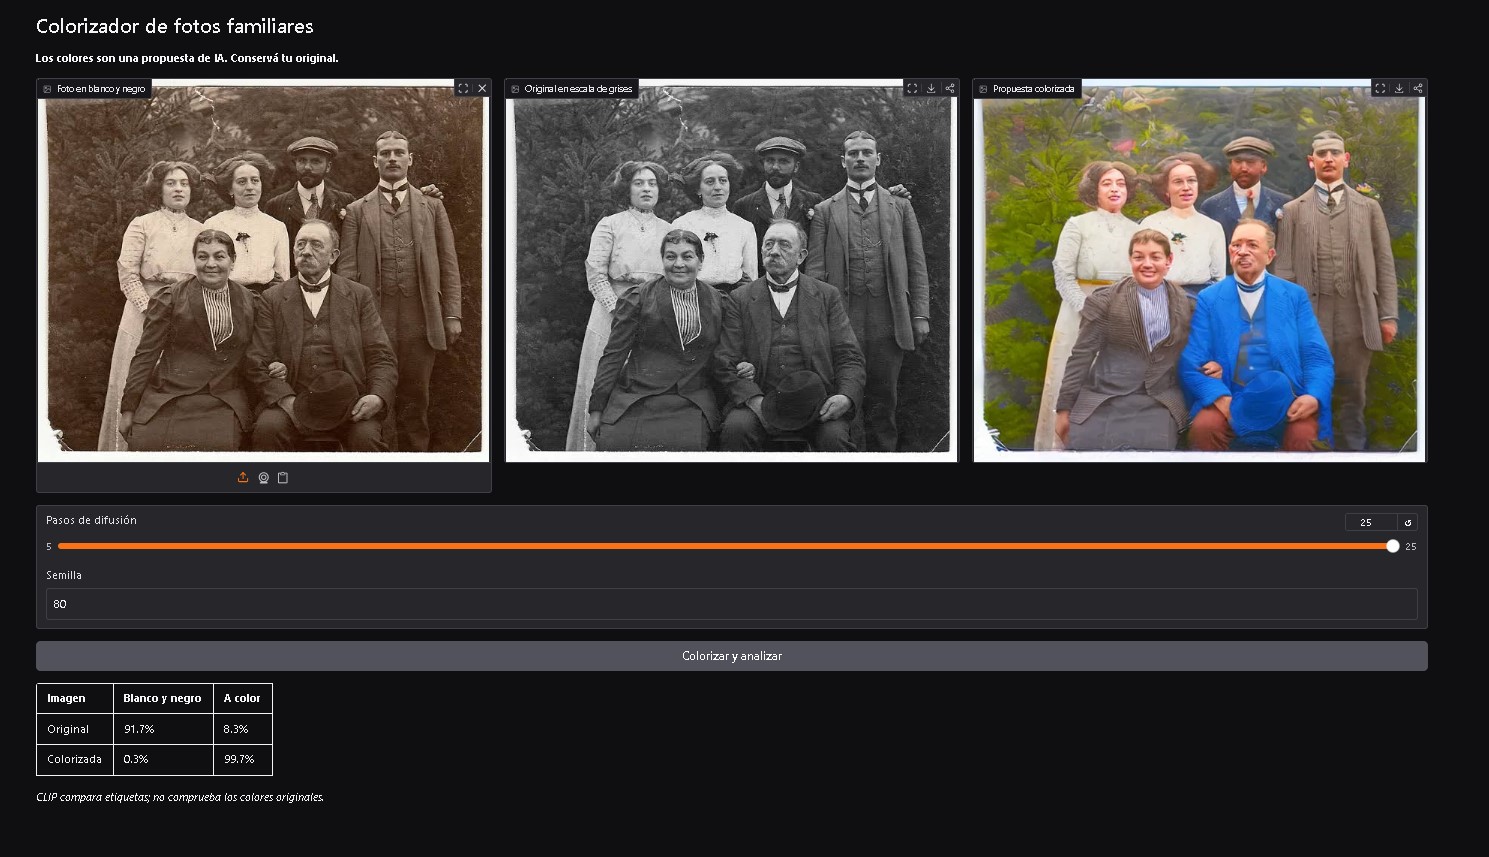 Colorizador de fotos familiares
Los colores son una propuesta de IA. Conservá tu original.
Foto en blanco y negro
Original en escala de grises
Propuesta colorizada
Pasos de difusión
25
5
25
Semilla
80
Colorizar y analizar
Imagen Blanco y negro A color
Original 91.7% 8.3%
Colorizada 0.3% 99.7%
CLIP compara etiquetas; no comprueba los colores originales.